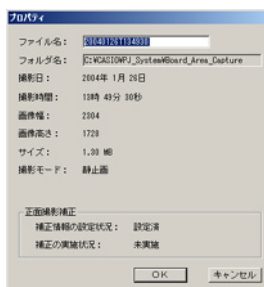 プロパティ
ファイル名： 20040126T134930
フォルダ名： C:¥CASIO¥PJ_System¥Board_Area_Capture
撮影日： 2004年 1月 26日
撮影時間： 13時 49分 30秒
画像幅： 2304
画像高さ： 1728
サイズ： 1.30 MB
撮影モード： 静止画
正面撮影補正
補正情報の設定状況： 設定済
補正の実施状況： 未実施
OK キャンセル